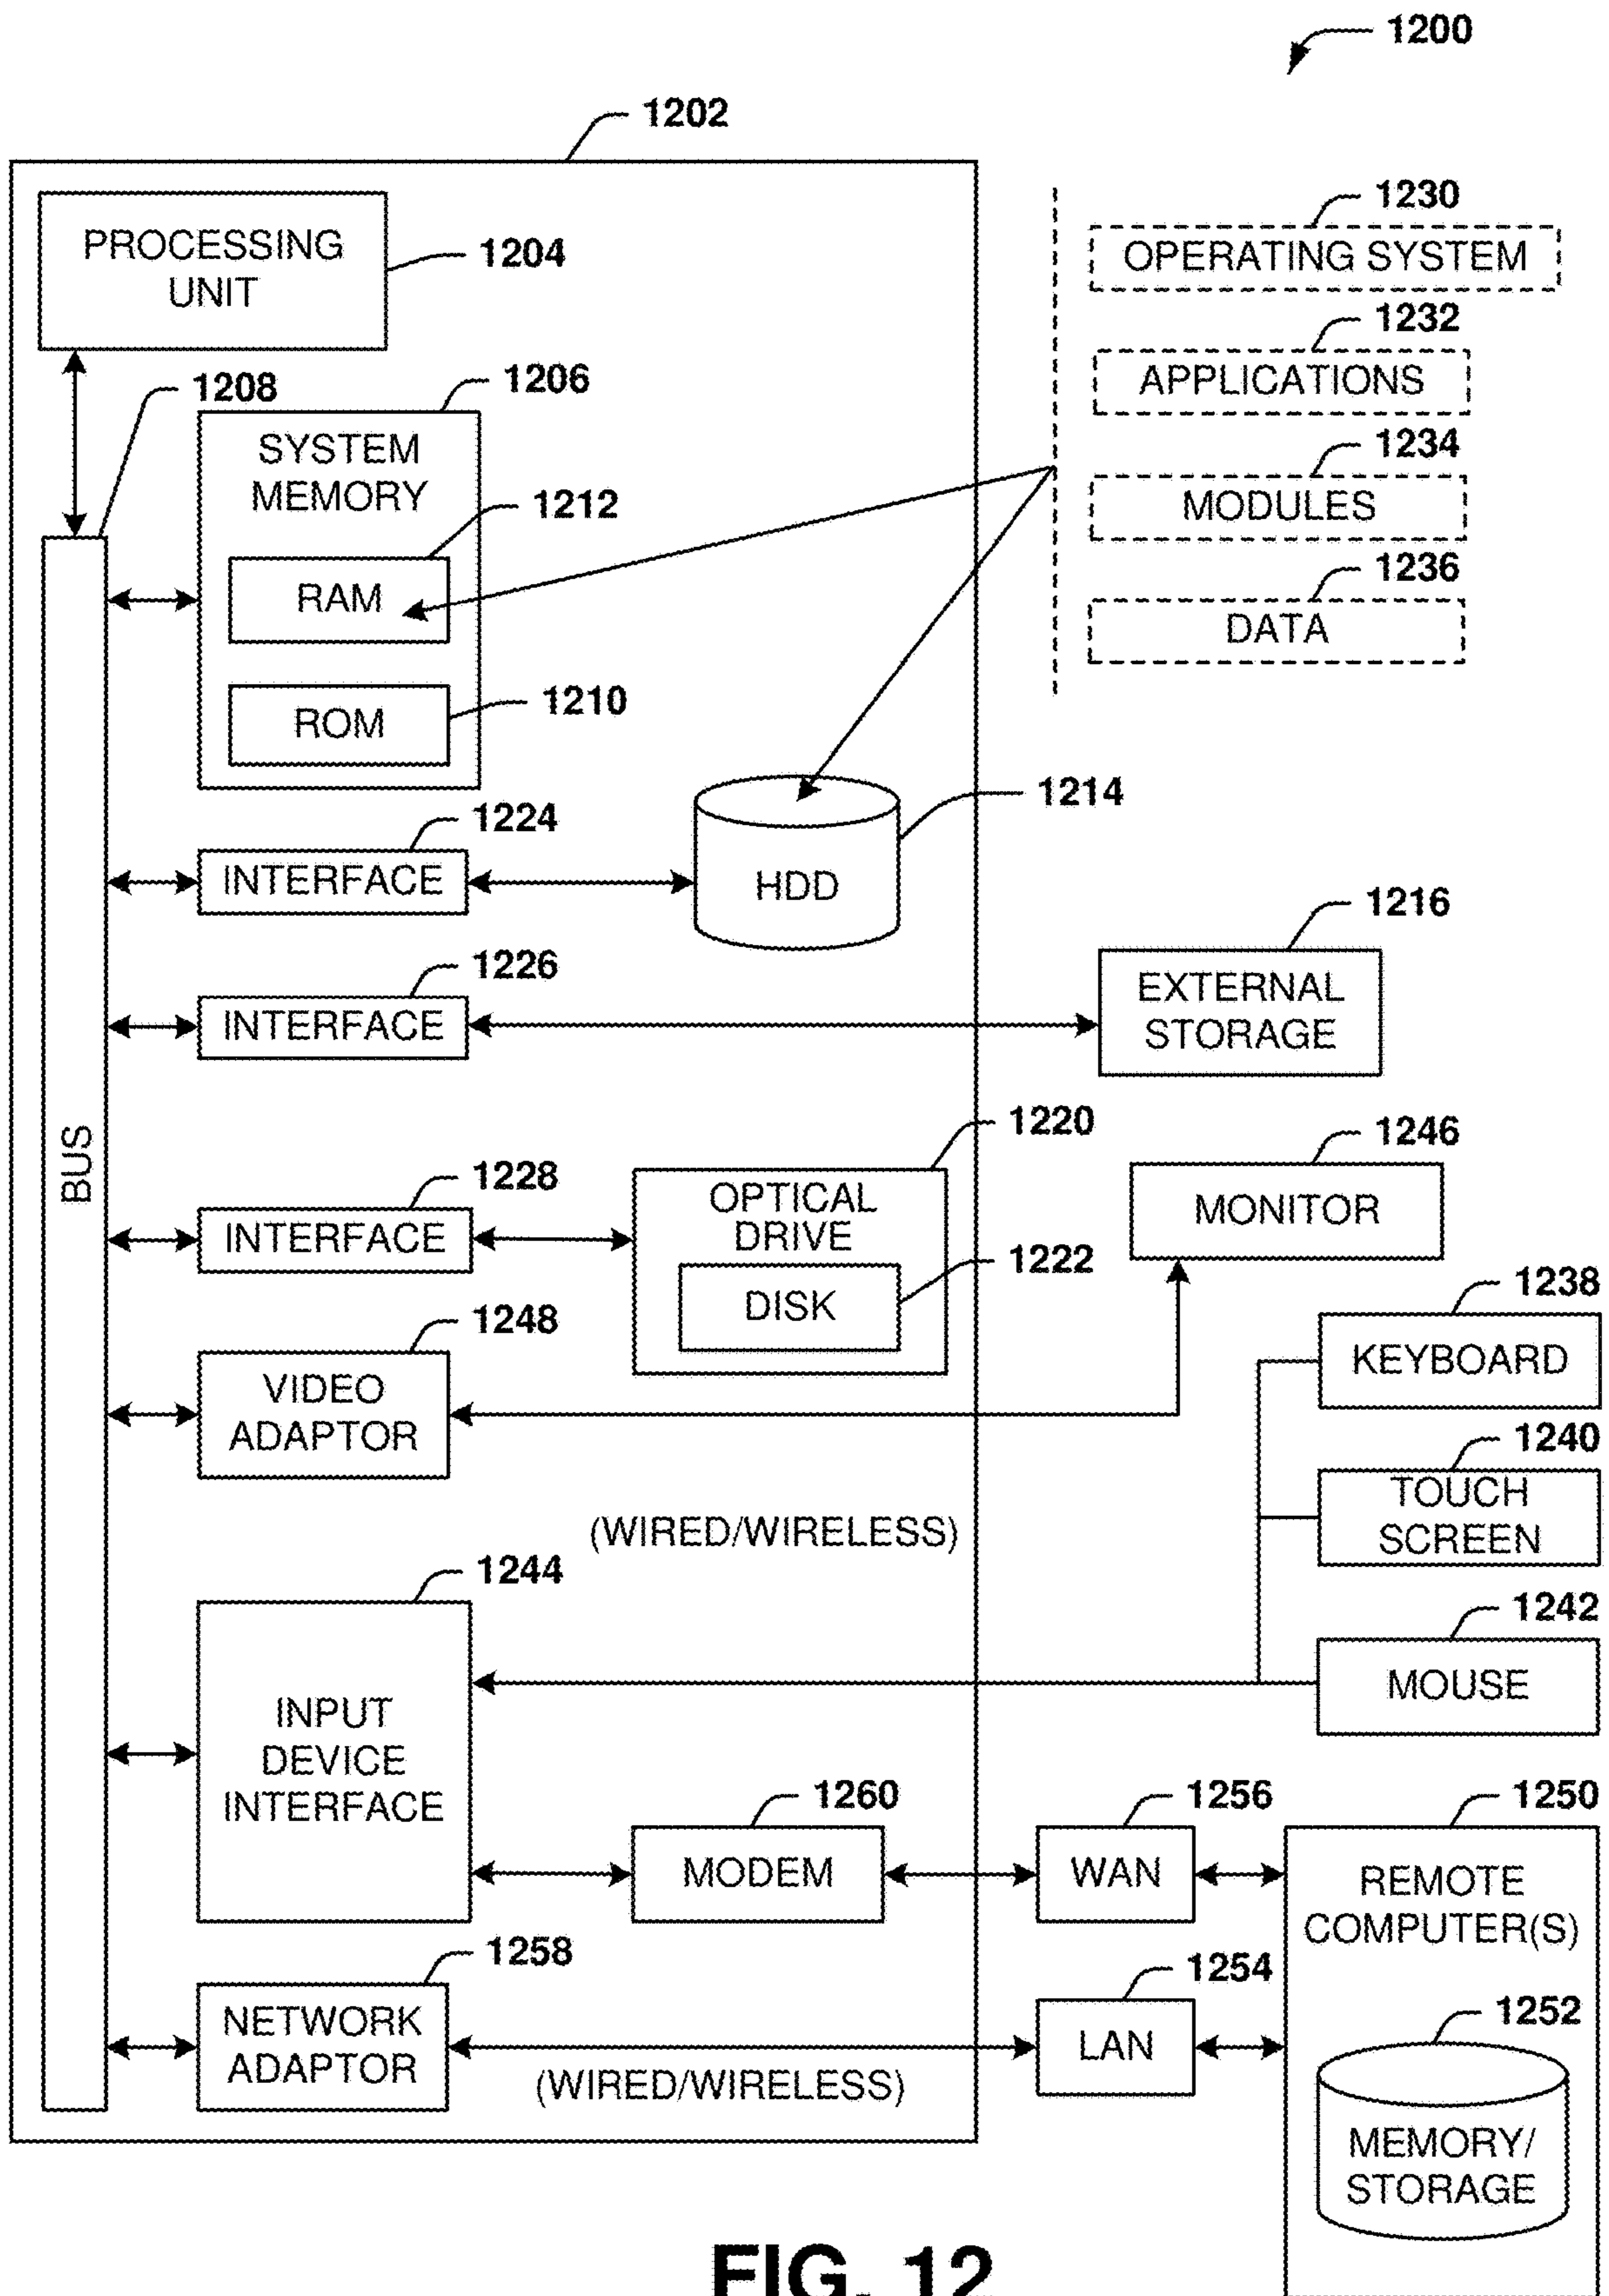 1200
1202
PROCESSING
UNIT
1204
1230
OPERATING SYSTEM
1232
APPLICATIONS
1234
MODULES
1236
DATA
1208
1206
SYSTEM
MEMORY
1212
RAM
ROM
1210
1224
INTERFACE
HDD
1214
1226
INTERFACE
1216
EXTERNAL
STORAGE
BUS
1228
INTERFACE
1220
OPTICAL
DRIVE
1222
DISK
1246
MONITOR
1248
VIDEO
ADAPTOR
1238
KEYBOARD
1240
TOUCH
SCREEN
(WIRED/WIRELESS)
1244
INPUT
DEVICE
INTERFACE
1242
MOUSE
1260
MODEM
1256
WAN
1250
REMOTE
COMPUTER(S)
1258
NETWORK
ADAPTOR
(WIRED/WIRELESS)
1254
LAN
1252
MEMORY/
STORAGE
FIG. 12